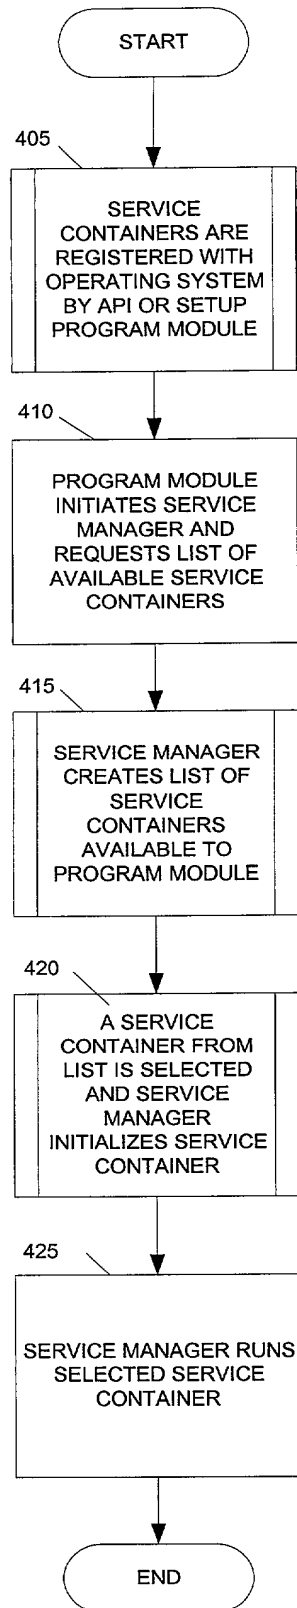 START
405
SERVICE
CONTAINERS ARE
REGISTERED WITH
OPERATING SYSTEM
BY API OR SETUP
PROGRAM MODULE
410
PROGRAM MODULE
INITIATES SERVICE
MANAGER AND
REQUESTS LIST OF
AVAILABLE SERVICE
CONTAINERS
415
SERVICE MANAGER
CREATES LIST OF
SERVICE
CONTAINERS
AVAILABLE TO
PROGRAM MODULE
420
A SERVICE
CONTAINER FROM
LIST IS SELECTED
AND SERVICE
MANAGER
INITIALIZES SERVICE
CONTAINER
425
SERVICE MANAGER RUNS
SELECTED SERVICE
CONTAINER
END